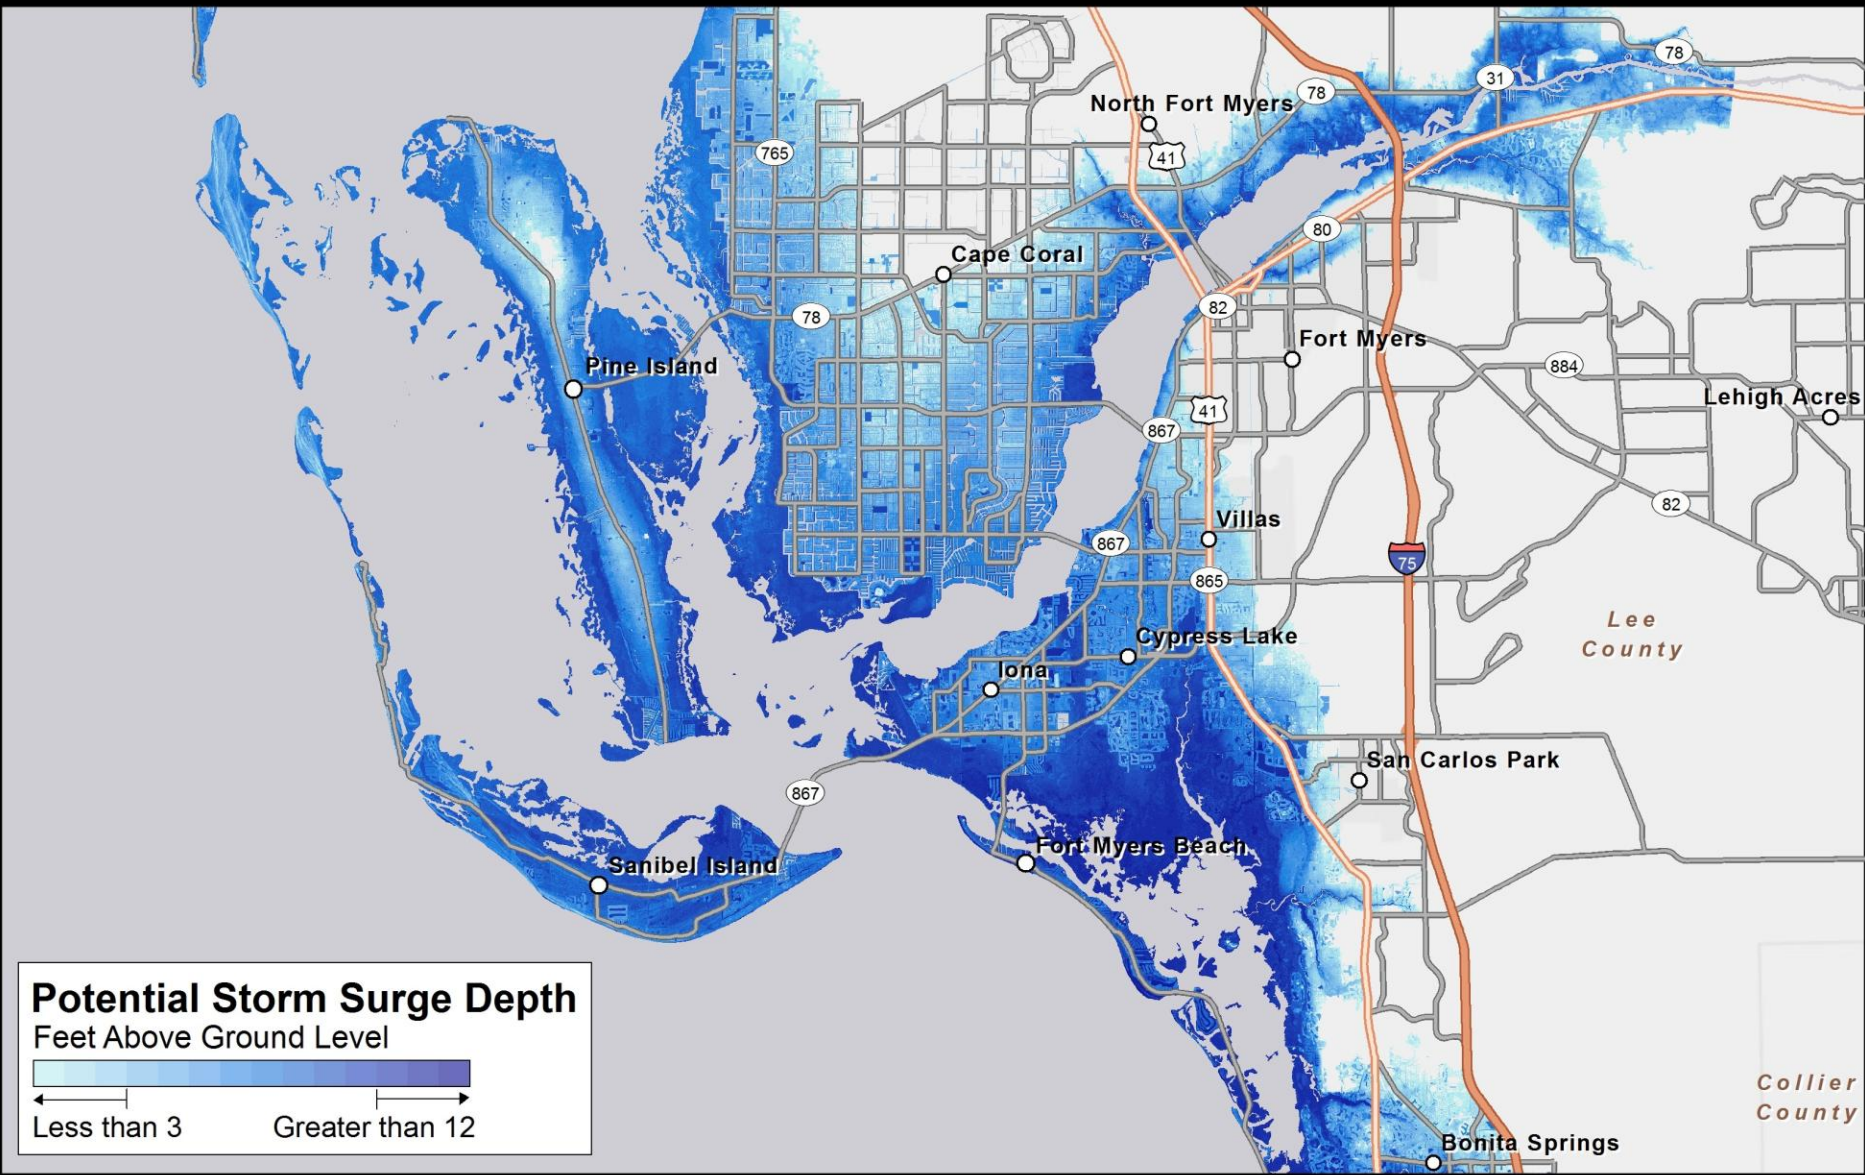 78
31
78
North Fort Myers
765
41
80
Cape Coral
82
78
Fort Myers
Pine Island
884
Lehigh Acres
41
867
82
Villas
867
75
865
Lee
County
Cypress Lake
Iona
San Carlos Park
867
Fort Myers Beach
Sanibel Island
Potential Storm Surge Depth
Feet Above Ground Level
Less than 3
Greater than 12
Collier
County
Bonita Springs